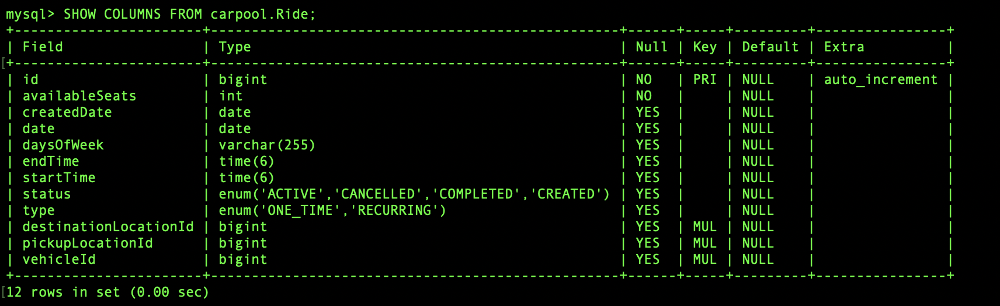 mysql> SHOW COLUMNS FROM carpool.Ride;
+-----------------------+--------------------------------------------------+------+-----+---------+----------------+
| Field                 | Type                                             | Null | Key | Default | Extra          |
[+-----------------------+--------------------------------------------------+------+-----+---------+----------------+
| id                    | bigint                                           | NO   | PRI | NULL    | auto_increment |
| availableSeats        | int                                              | NO   |     | NULL    |                |
| createdDate           | date                                             | YES  |     | NULL    |                |
| date                  | date                                             | YES  |     | NULL    |                |
| daysOfWeek            | varchar(255)                                     | YES  |     | NULL    |                |
| endTime               | time(6)                                          | YES  |     | NULL    |                |
| startTime             | time(6)                                          | YES  |     | NULL    |                |
| status                | enum('ACTIVE','CANCELLED','COMPLETED','CREATED') | YES  |     | NULL    |                |
| type                  | enum('ONE_TIME','RECURRING')                     | YES  |     | NULL    |                |
| destinationLocationId | bigint                                           | YES  | MUL | NULL    |                |
| pickupLocationId      | bigint                                           | YES  | MUL | NULL    |                |
| vehicleId             | bigint                                           | YES  | MUL | NULL    |                |
+-----------------------+--------------------------------------------------+------+-----+---------+----------------+
[12 rows in set (0.00 sec)